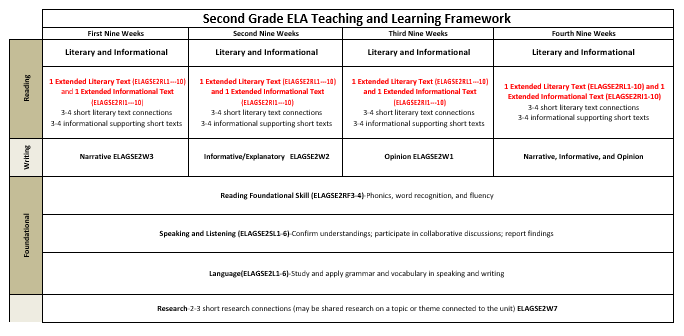 Second Grade ELA Teaching and Learning Framework
First Nine Weeks
Second Nine Weeks
Third Nine Weeks
Fourth Nine Weeks
Reading
Literary and Informational
Literary and Informational
Literary and Informational
Literary and Informational
1 Extended Literary Text (ELAGSE2RL1---10)
and 1 Extended Informational Text
(ELAGSE2RI1---10)
3-4 short literary text connections
3-4 informational supporting short texts
1 Extended Literary Text (ELAGSE2RL1---10)
and 1 Extended Informational Text
(ELAGSE2RI1---10)
3-4 short literary text connections
3-4 informational supporting short texts
1 Extended Literary Text (ELAGSE2RL1---10)
and 1 Extended Informational Text
(ELAGSE2RI1---10)
3-4 short literary text connections
3-4 informational supporting short texts
1 Extended Literary Text (ELAGSE2RL1-10) and 1
Extended Informational Text (ELAGSE2RI1-10)
3-4 short literary text connections
3-4 informational supporting short texts
Writing
Narrative ELAGSE2W3
Informative/Explanatory ELAGSE2W2
Opinion ELAGSE2W1
Narrative, Informative, and Opinion
Foundational
Reading Foundational Skill (ELAGSE2RF3-4)-Phonics, word recognition, and fluency
Speaking and Listening (ELAGSE2SL1-6)-Confirm understandings; participate in collaborative discussions; report findings
Language(ELAGSE2L1-6)-Study and apply grammar and vocabulary in speaking and writing
Research-2-3 short research connections (may be shared research on a topic or theme connected to the unit) ELAGSE2W7